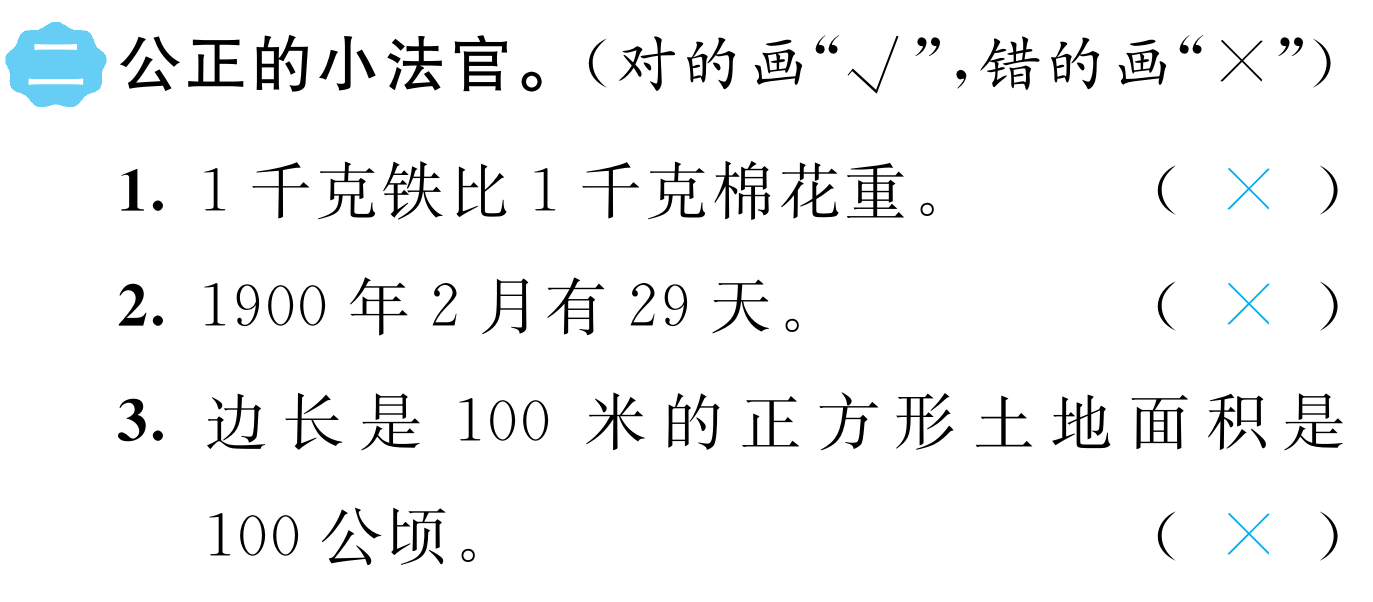 二 公正的小法官。(对的画“√”,错的画“×”)
1. 1千克铁比1千克棉花重。 ( × )
2. 1900年2月有29天。 ( × )
3. 边长是100米的正方形土地面积是
100公顷。 ( × )